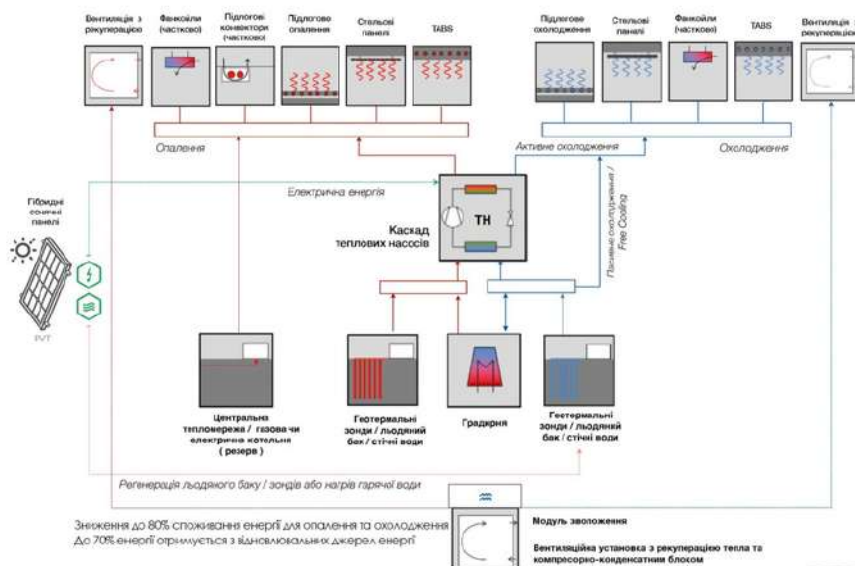 Вентиляція з
рекуперацією
Фанкойли
(частково)
Підлогові
конвектори
(частково)
Підлогове
опалення
Стельові
панелі
TABS
Підлогове
охолодження
Стельові
панелі
Фанкойли
(частково)
TABS
Вентиляція з
рекуперацією
Опалення
Активне охолодження
Охолодження
Електрична енергія
Пасивне охолодження /
Free Cooling
Гібридні
сонячні
панелі
PVT
Каскад
теплових насосів
ТН
Центральна
тепломережа / газова чи
електрична котельня
( резерв )
Геотермальні
зонди / льодяний
бак / стічні води
Градирня
Геотермальні
зонди / льодяний
бак / стічні води
Регенерація льодяного баку / зондів або нагрів гарячої води
Зниження до 80% споживання енергії для опалення та охолодження
До 70% енергії отримується з відновлювальних джерел енергії
Модуль зволоження
Вентиляційна установка з рекуперацією тепла та
компресорно-конденсатним блоком